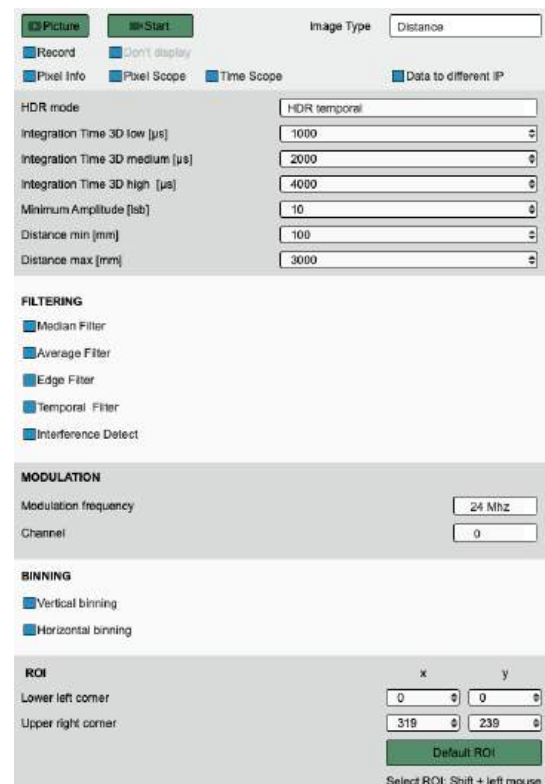 Picture Start Image Type Distance
Record Don't display
Pixel Info Pixel Scope Time Scope Data to different IP
HDR mode HDR temporal
Integration Time 3D low [µs] 1000
Integration Time 3D medium [µs] 2000
Integration Time 3D high [µs] 4000
Minimum Amplitude [lsb] 10
Distance min [mm] 100
Distance max [mm] 3000
FILTERING
Median Filter
Average Filter
Edge Filter
Temporal Filter
Interference Detect
MODULATION
Modulation frequency 24 Mhz
Channel 0
BINNING
Vertical binning
Horizontal binning
ROI x y
Lower left corner 0 0
Upper right corner 319 239
Default ROI
Select ROI: Shift + left mouse